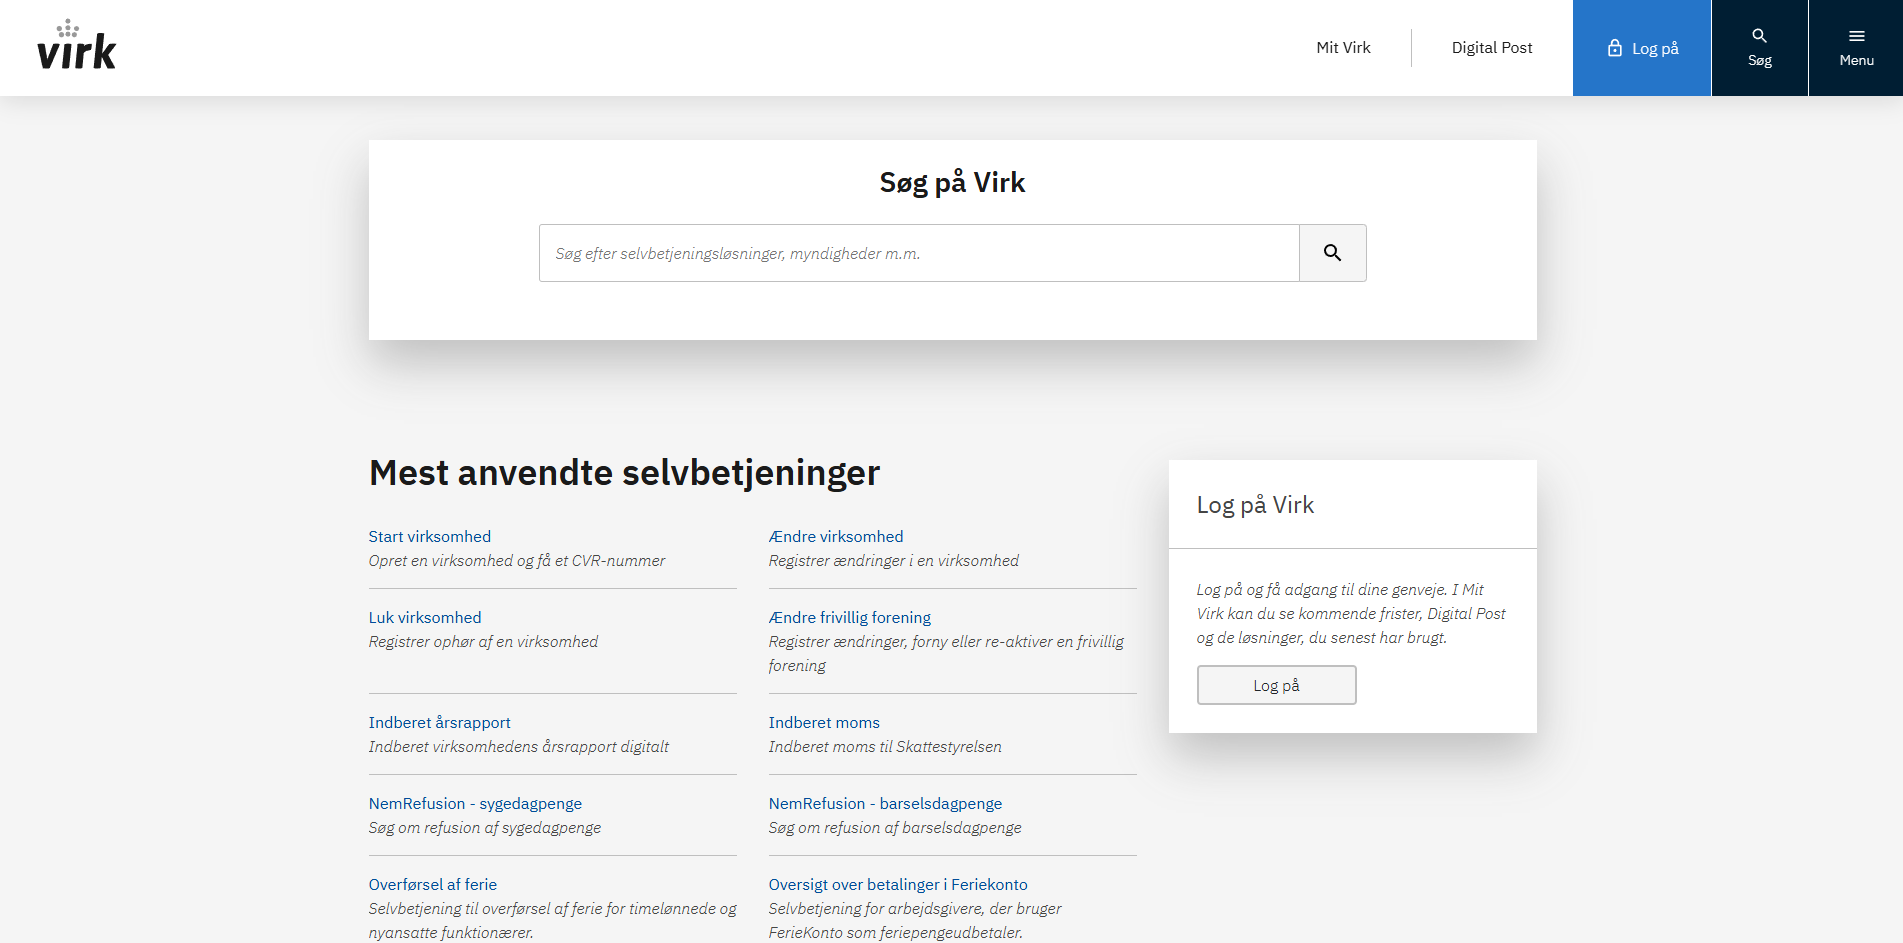 virk
Mit Virk
Digital Post
Log på
Søg
Menu
Søg på Virk
Søg efter selvbetjeningsløsninger, myndigheder m.m.
Mest anvendte selvbetjeninger
Start virksomhed
Opret en virksomhed og få et CVR-nummer
Ændre virksomhed
Registrer ændringer i en virksomhed
Luk virksomhed
Registrer ophør af en virksomhed
Ændre frivillig forening
Registrer ændringer, forny eller re-aktiver en frivillig
forening
Indberet årsrapport
Indberet virksomhedens årsrapport digitalt
Indberet moms
Indberet moms til Skattestyrelsen
NemRefusion - sygedagpenge
Søg om refusion af sygedagpenge
NemRefusion - barselsdagpenge
Søg om refusion af barselsdagpenge
Overførsel af ferie
Selvbetjening til overførsel af ferie for timelønnede og
nyansatte funktionærer.
Oversigt over betalinger i Feriekonto
Selvbetjening for arbejdsgivere, der bruger
FerieKonto som feriepengeudbetaler.
Log på Virk
Log på og få adgang til dine genveje. I Mit
Virk kan du se kommende frister, Digital Post
og de løsninger, du senest har brugt.
Log på